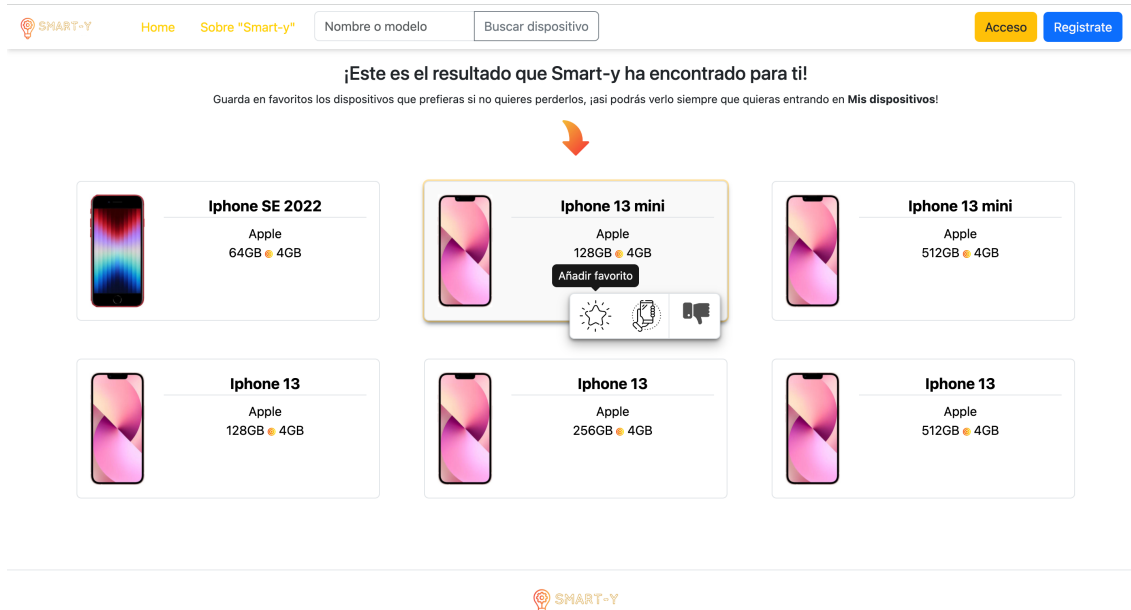 SMART-Y Home Sobre "Smart-y" Nombre o modelo Buscar dispositivo Acceso Registrate
¡Este es el resultado que Smart-y ha encontrado para ti!
Guarda en favoritos los dispositivos que prefieras si no quieres perderlos, ¡asi podrás verlo siempre que quieras entrando en Mis dispositivos!
Iphone SE 2022
Apple
64GB 4GB
Iphone 13 mini
Apple
128GB 4GB
Añadir favorito
Iphone 13 mini
Apple
512GB 4GB
Iphone 13
Apple
128GB 4GB
Iphone 13
Apple
256GB 4GB
Iphone 13
Apple
512GB 4GB
SMART-Y